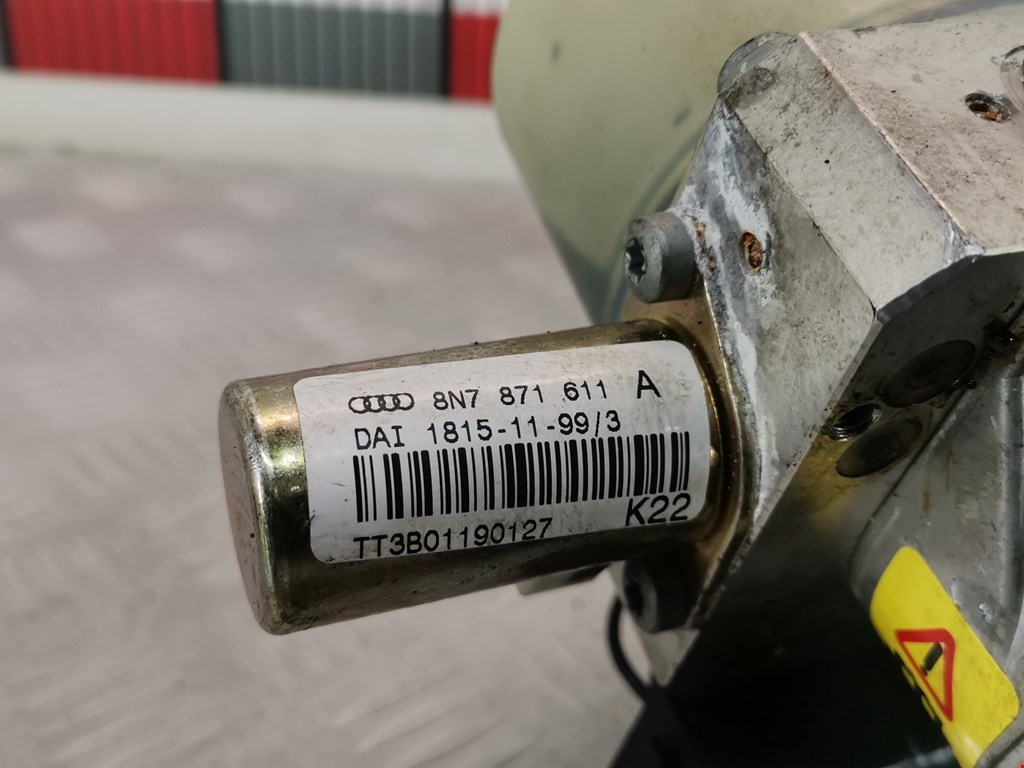 8N7 871 611 A
DAI 1815-11-99/3
K22
TT3B01190127